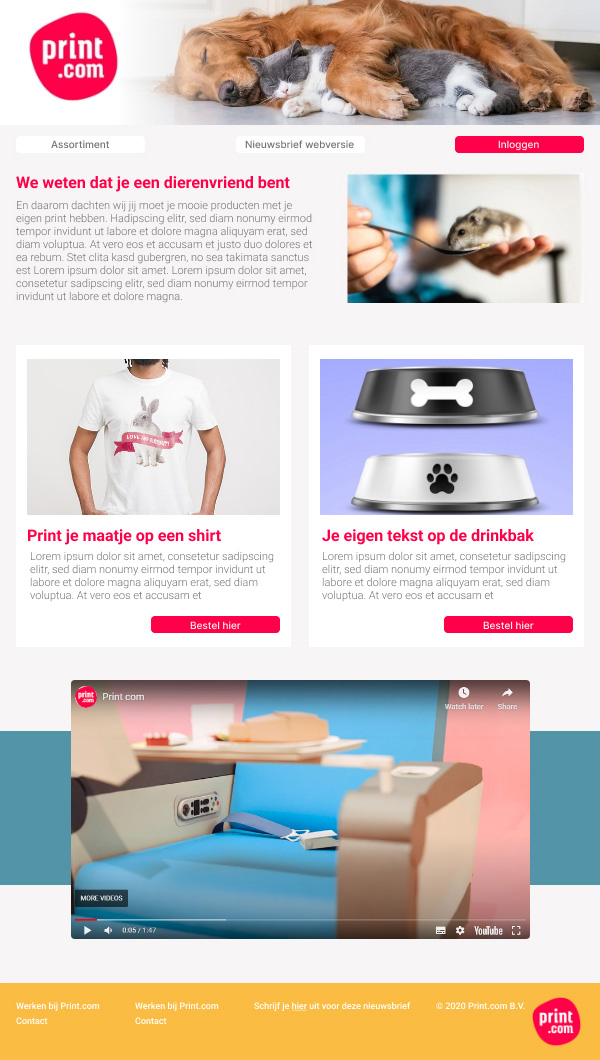 print
.com
Assortiment
Nieuwsbrief webversie
Inloggen
We weten dat je een dierenvriend bent
En daarom dachten wij jij moet je mooie producten met je
eigen print hebben. Hadipscing elitr, sed diam nonumy eirmod
tempor invidunt ut labore et dolore magna aliquyam erat, sed
diam voluptua. At vero eos et accusam et justo duo dolores et
ea rebum. Stet clita kasd gubergren, no sea takimata sanctus
est Lorem ipsum dolor sit amet. Lorem ipsum dolor sit amet,
consetetur sadipscing elitr, sed diam nonumy eirmod tempor
invidunt ut labore et dolore magna.
Print je maatje op een shirt
Lorem ipsum dolor sit amet, consetetur sadipscing
elitr, sed diam nonumy eirmod tempor invidunt ut
labore et dolore magna aliquyam erat, sed diam
voluptua. At vero eos et accusam et
Bestel hier
Je eigen tekst op de drinkbak
Lorem ipsum dolor sit amet, consetetur sadipscing
elitr, sed diam nonumy eirmod tempor invidunt ut
labore et dolore magna aliquyam erat, sed diam
voluptua. At vero eos et accusam et
Bestel hier
print
.com
Print com
Watch later
Share
MORE VIDEOS
0:05 / 1:47
YouTube
Werken bij Print.com
Contact
Werken bij Print.com
Contact
Schrijf je hier uit voor deze nieuwsbrief
© 2020 Print.com B.V.
print
.com